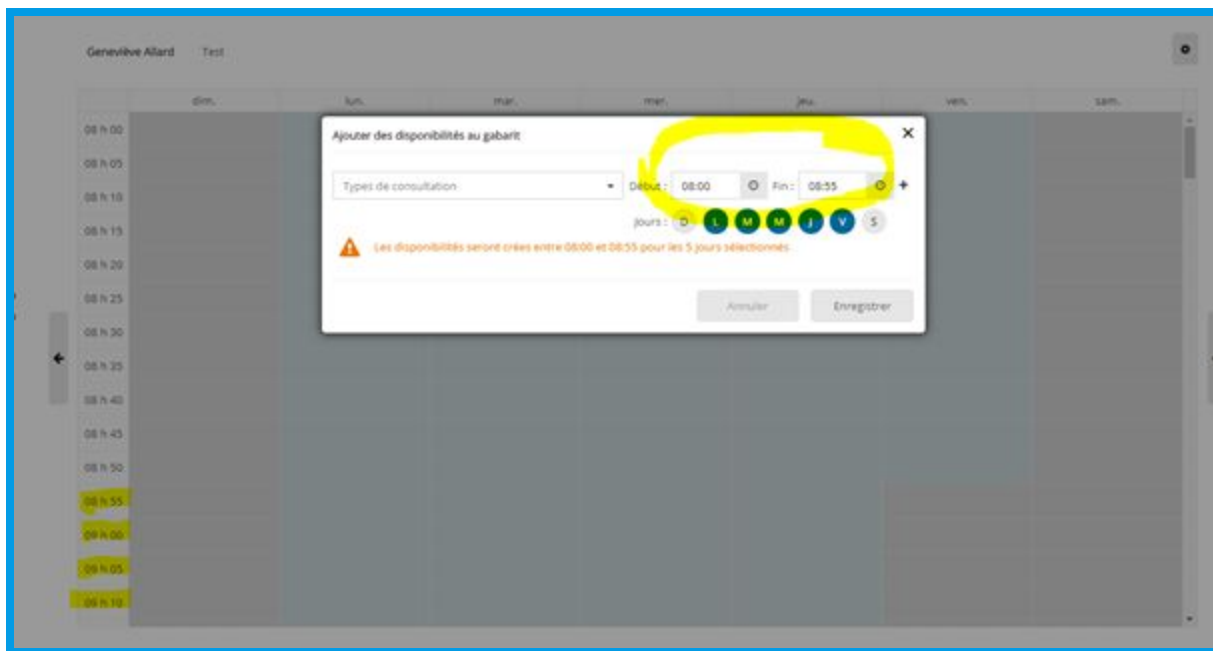 Geneviève Allard Test
dim. lun. mar. mer. jeu. ven. sam.
Ajouter des disponibilités au gabarit
Types de consultation Début : 08:00 Fin : 08:55 +
Jours : D L M M J V S
Les disponibilités seront crées entre 08:00 et 08:55 pour les 5 jours sélectionnés
Annuler Enregistrer
08 h 00
08 h 05
08 h 10
08 h 15
08 h 20
08 h 25
08 h 30
08 h 35
08 h 40
08 h 45
08 h 50
08 h 55
09 h 00
09 h 05
09 h 10